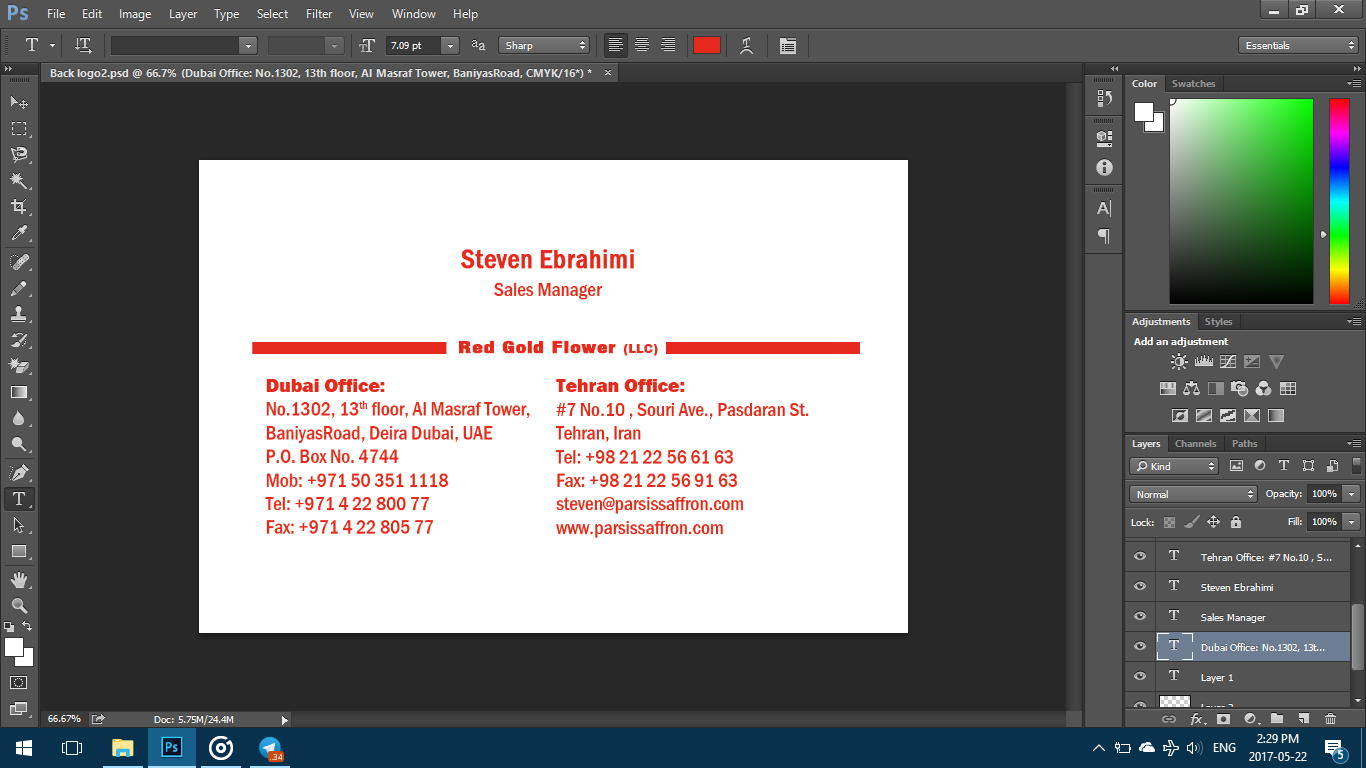 Ps File Edit Image Layer Type Select Filter View Window Help
T T 7.09 pt aa Sharp Essentials
Back logo2.psd @ 66.7% (Dubai Office: No.1302, 13th floor, Al Masraf Tower, BaniyasRoad, CMYK/16*) * ×
Color Swatches
Steven Ebrahimi
Sales Manager
Red Gold Flower (LLC)
Dubai Office:
No.1302, 13th floor, Al Masraf Tower,
BaniyasRoad, Deira Dubai, UAE
P.O. Box No. 4744
Mob: +971 50 351 1118
Tel: +971 4 22 800 77
Fax: +971 4 22 805 77
Tehran Office:
#7 No.10 , Souri Ave., Pasdaran St.
Tehran, Iran
Tel: +98 21 22 56 61 63
Fax: +98 21 22 56 91 63
steven@parsissaffron.com
www.parsissaffron.com
Adjustments Styles
Add an adjustment
Layers Channels Paths
Kind
Normal Opacity: 100%
Lock: Fill: 100%
T Tehran Office: #7 No.10 , S...
T Steven Ebrahimi
T Sales Manager
T Dubai Office: No.1302, 13t...
T Layer 1
fx
66.67% Doc: 5.75M/24.4M
Ps .34 ENG 2:29 PM
2017-05-22 5